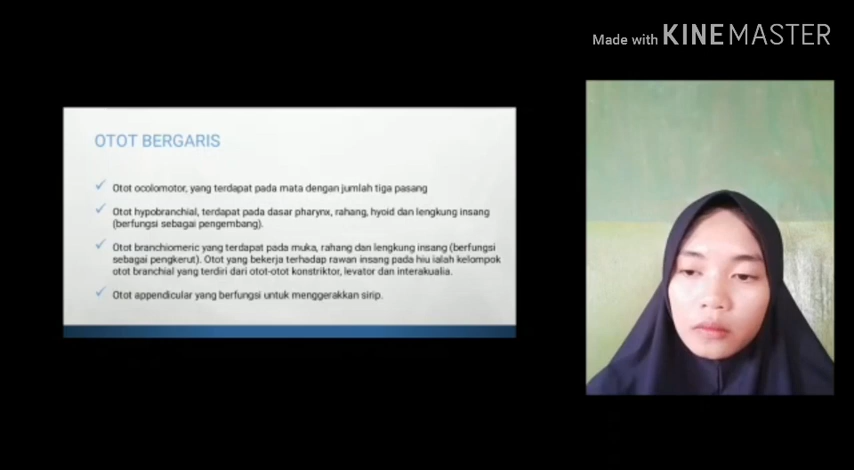 Made with KINEMASTER
OTOT BERGARIS
Otot ocolomotor, yang terdapat pada mata dengan jumlah tiga pasang
Otot hypobranchial, terdapat pada dasar pharynx, rahang, hyoid dan lengkung insang
(berfungsi sebagai pengembang).
Otot branchiomeric yang terdapat pada muka, rahang dan lengkung insang (berfungsi
sebagai pengkerut). Otot yang bekerja terhadap rawan insang pada hiu ialah kelompok
otot branchial yang terdiri dari otot-otot konstriktor, levator dan interakualia.
Otot appendicular yang berfungsi untuk menggerakkan sirip.